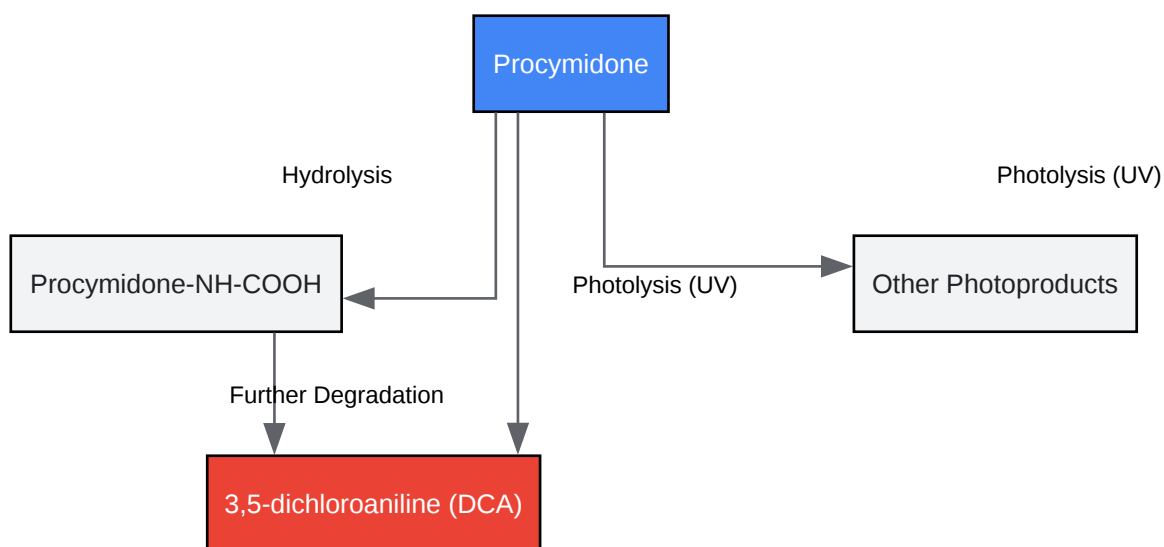 Procymidone
Hydrolysis
Photolysis (UV)
Procymidone-NH-COOH
Photolysis (UV)
Other Photoproducts
Further Degradation
3,5-dichloroaniline (DCA)